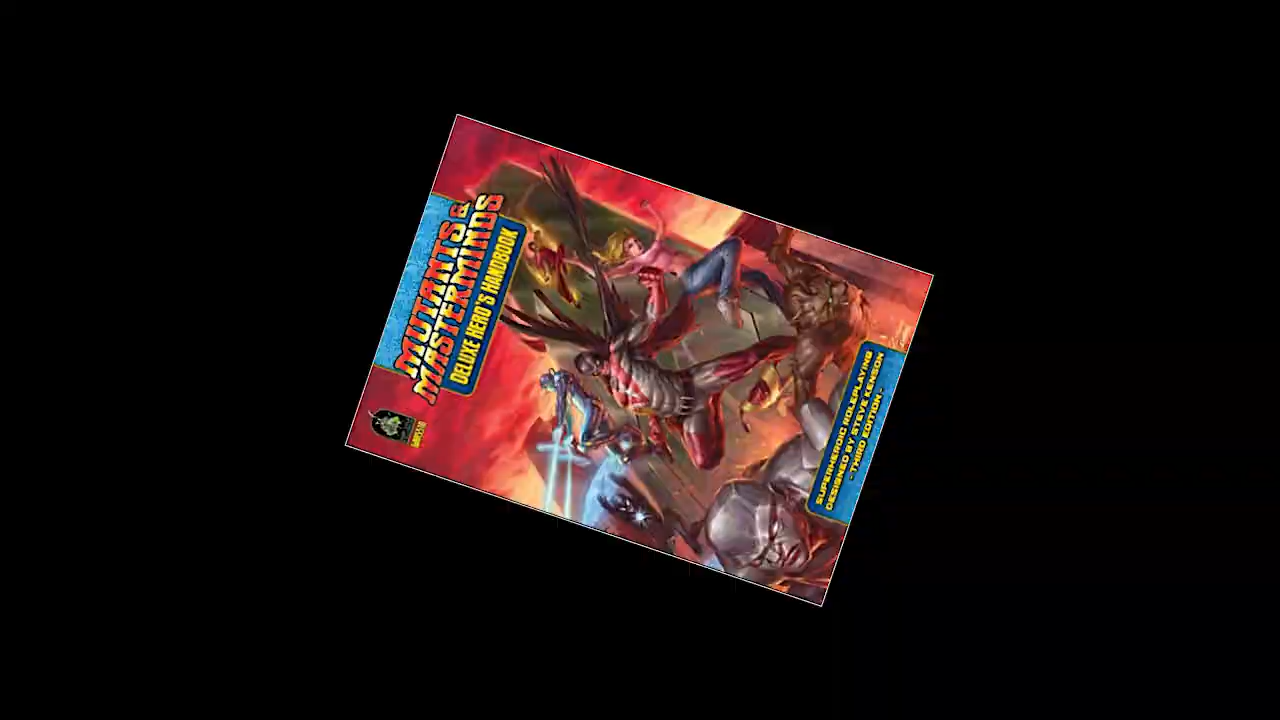 MUTANTS &
MASTERMINDS
DELUXE HERO'S HANDBOOK
SUPERHEROIC ROLEPLAYING
DESIGNED BY STEVE KENSON
- THIRD EDITION -